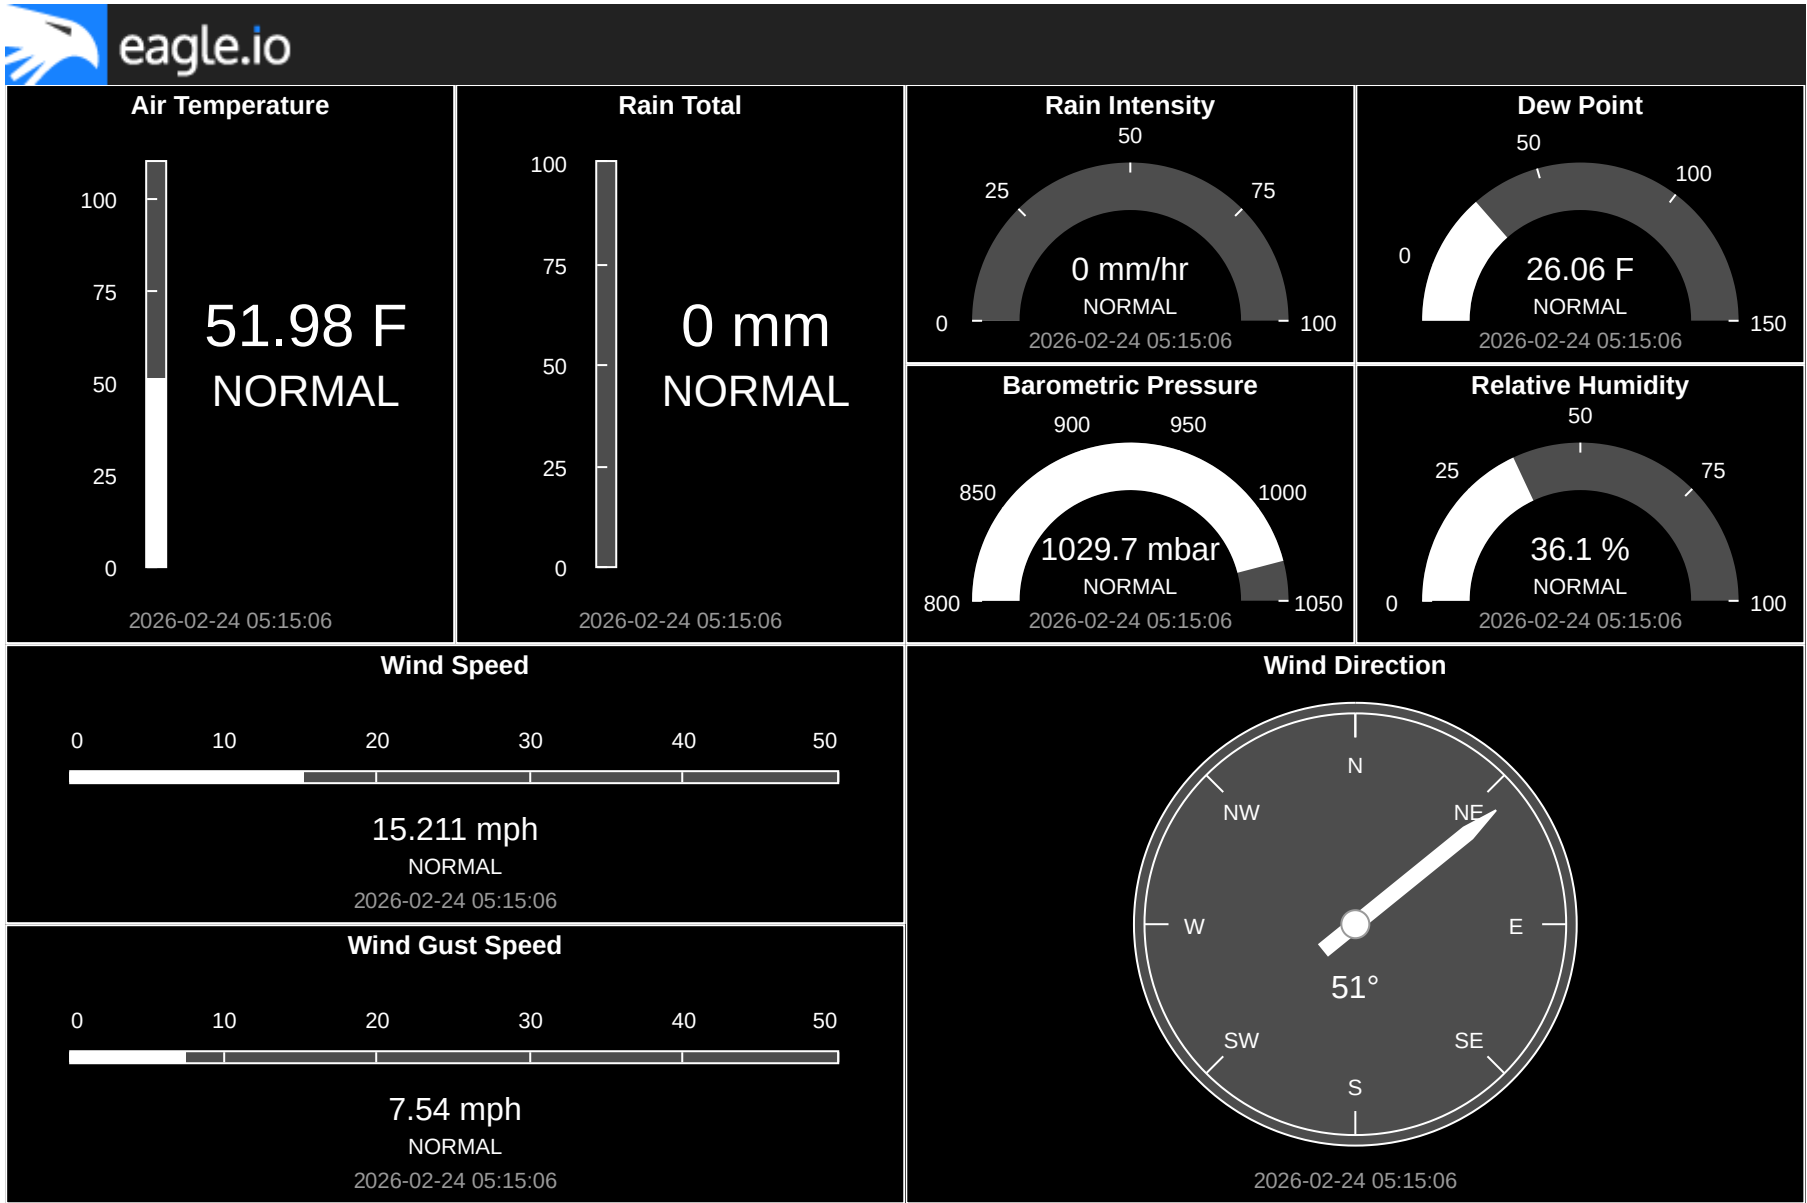 eagle.io
Air Temperature
100
75
50
25
0
51.98 F
NORMAL
2026-02-24 05:15:06
Rain Total
100
75
50
25
0
0 mm
NORMAL
2026-02-24 05:15:06
Rain Intensity
50
25
75
0
100
0 mm/hr
NORMAL
2026-02-24 05:15:06
Dew Point
50
100
0
150
26.06 F
NORMAL
2026-02-24 05:15:06
Barometric Pressure
900
950
850
1000
800
1050
1029.7 mbar
NORMAL
2026-02-24 05:15:06
Relative Humidity
50
25
75
0
100
36.1 %
NORMAL
2026-02-24 05:15:06
Wind Speed
0 10 20 30 40 50
15.211 mph
NORMAL
2026-02-24 05:15:06
Wind Gust Speed
0 10 20 30 40 50
7.54 mph
NORMAL
2026-02-24 05:15:06
Wind Direction
N
NW NE
W E
51°
SW SE
S
2026-02-24 05:15:06